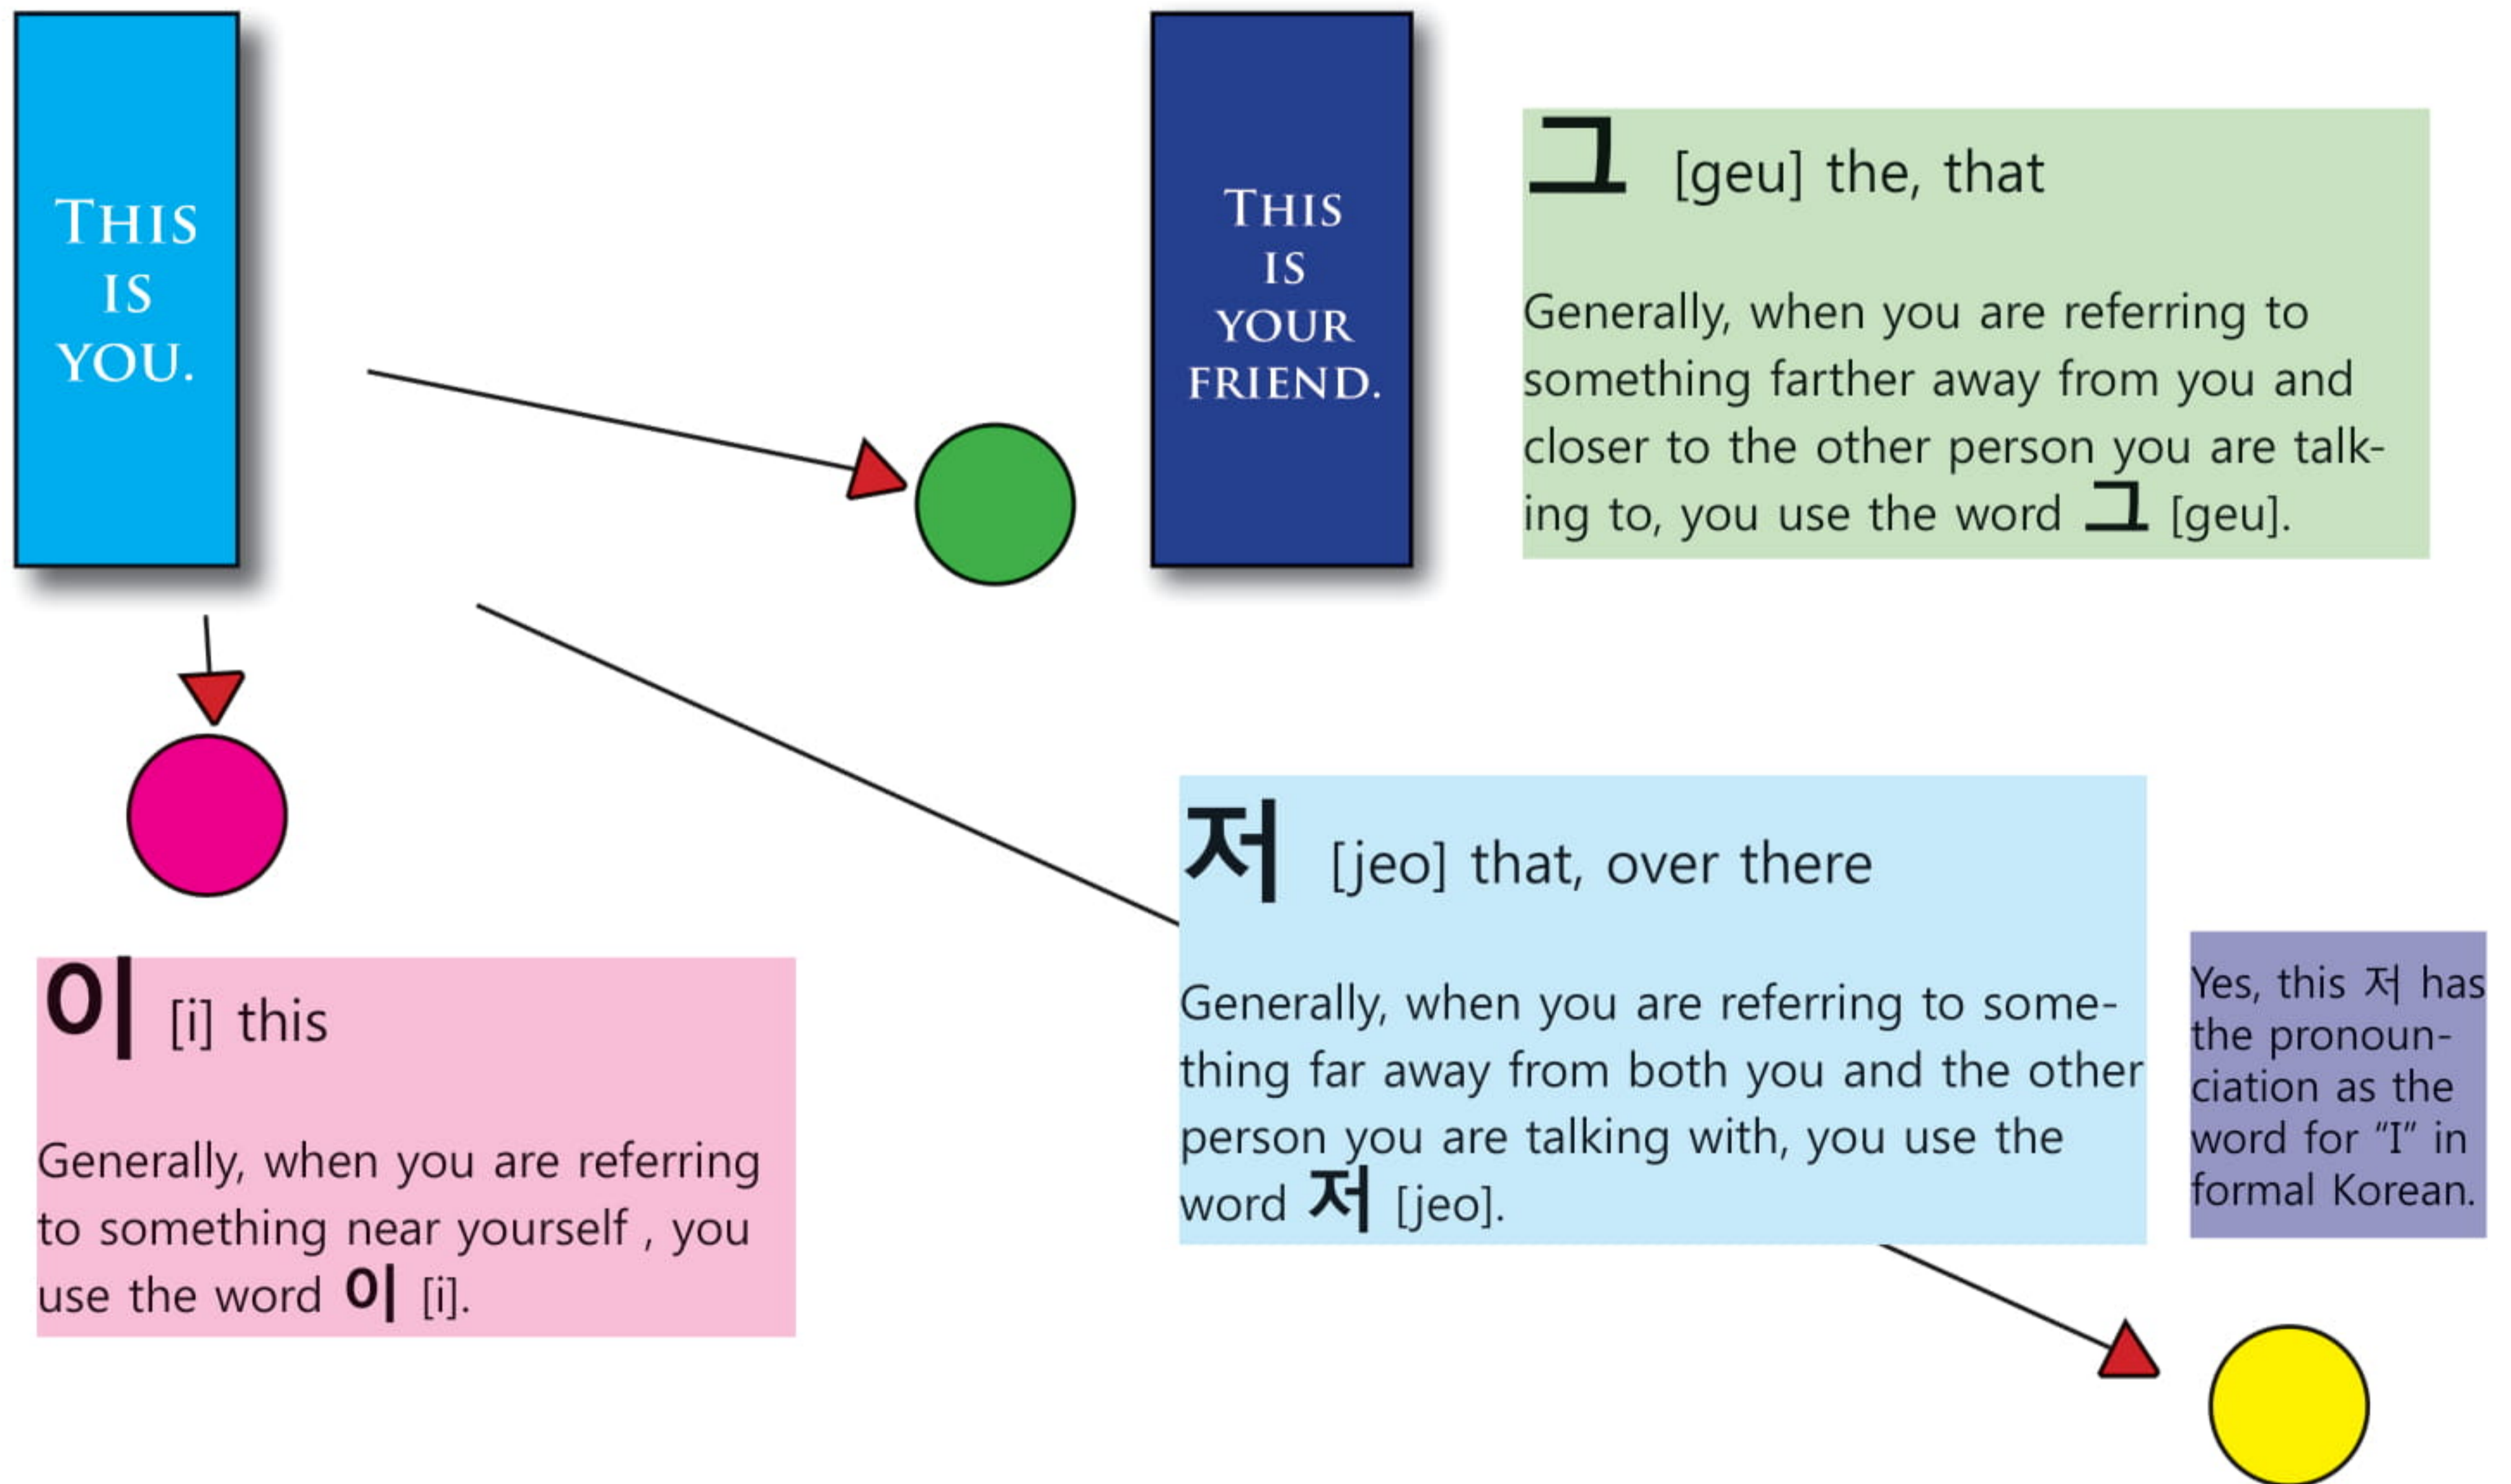 THIS
IS
YOU.
THIS
IS
YOUR
FRIEND.
그 [geu] the, that
Generally, when you are referring to
something farther away from you and
closer to the other person you are talk-
ing to, you use the word 그 [geu].
이 [i] this
Generally, when you are referring
to something near yourself , you
use the word 이 [i].
저 [jeo] that, over there
Generally, when you are referring to some-
thing far away from both you and the other
person you are talking with, you use the
word 저 [jeo].
Yes, this 저 has
the pronoun-
ciation as the
word for “I” in
formal Korean.